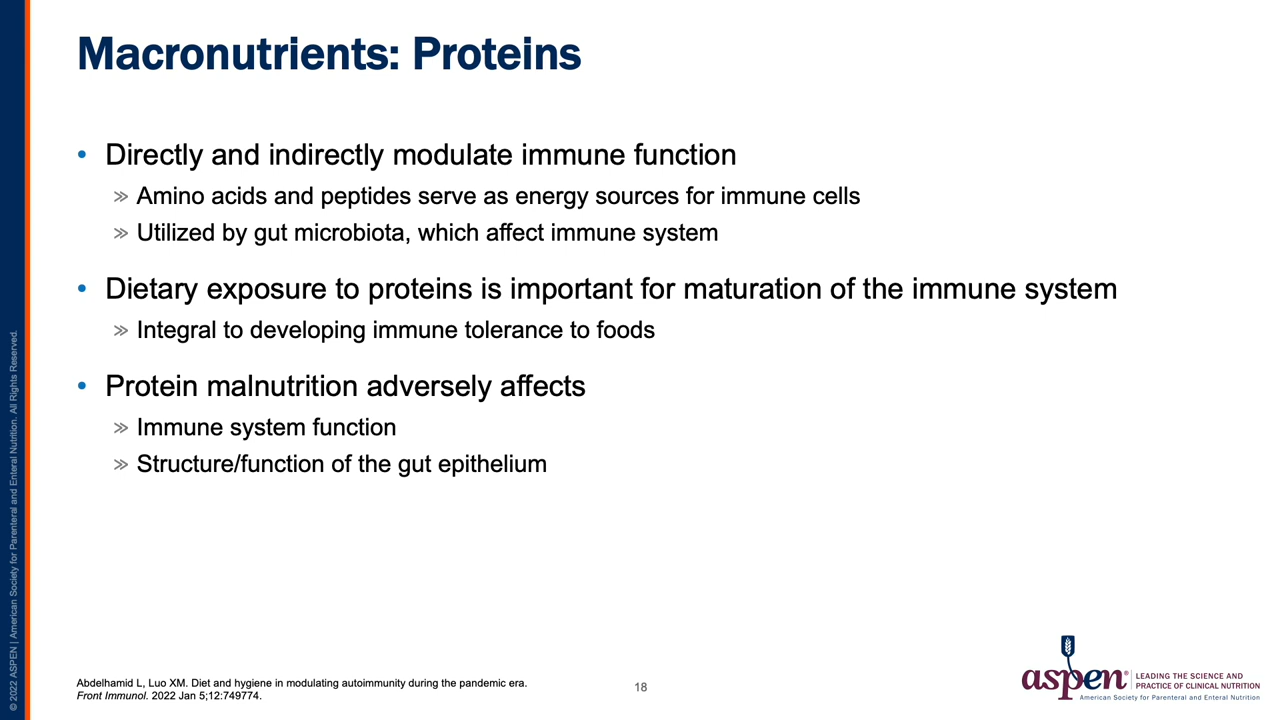 Macronutrients: Proteins
• Directly and indirectly modulate immune function
» Amino acids and peptides serve as energy sources for immune cells
» Utilized by gut microbiota, which affect immune system
• Dietary exposure to proteins is important for maturation of the immune system
» Integral to developing immune tolerance to foods
• Protein malnutrition adversely affects
» Immune system function
» Structure/function of the gut epithelium
© 2022 ASPEN | American Society for Parenteral and Enteral Nutrition. All Rights Reserved.
Abdelhamid L, Luo XM. Diet and hygiene in modulating autoimmunity during the pandemic era.
Front Immunol. 2022 Jan 5;12:749774.
18
aspen®
LEADING THE SCIENCE AND
PRACTICE OF CLINICAL NUTRITION
American Society for Parenteral and Enteral Nutrition